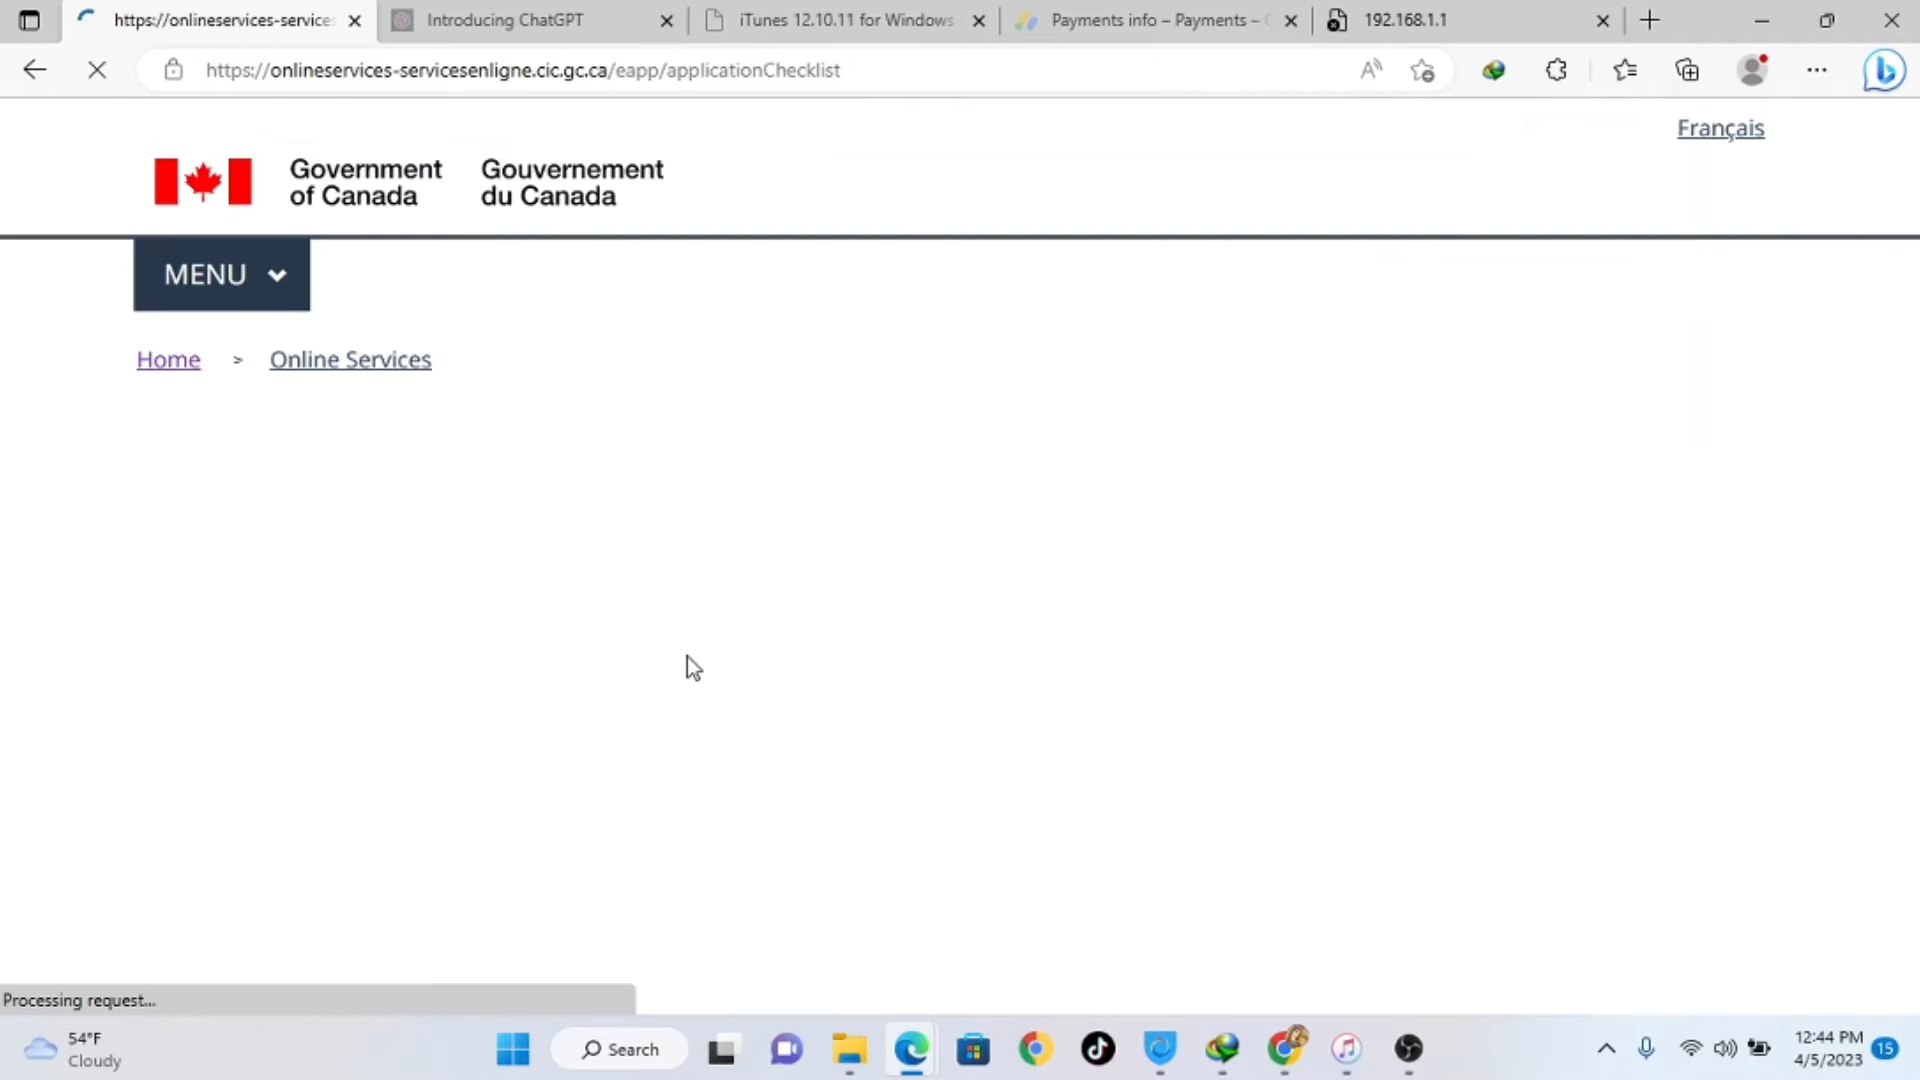 https://onlineservices-service
Introducing ChatGPT
iTunes 12.10.11 for Windows
Payments info – Payments –
192.168.1.1
https://onlineservices-servicesenligne.cic.gc.ca/eapp/applicationChecklist
Français
Government of Canada
Gouvernement du Canada
MENU
Home > Online Services
Processing request...
54°F
Cloudy
Search
12:44 PM
4/5/2023
15